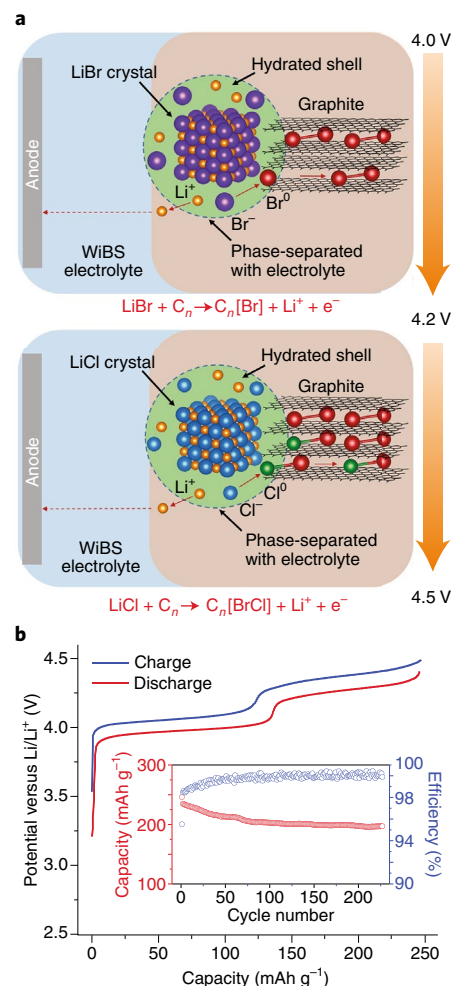 a
4.0 V
LiBr crystal
Hydrated shell
Graphite
Anode
Li⁺
Br⁻
Br⁰
WiBS
electrolyte
Phase-separated
with electrolyte
LiBr + Cₙ → Cₙ[Br] + Li⁺ + e⁻
4.2 V
LiCl crystal
Hydrated shell
Graphite
Anode
Li⁺
Cl⁻
Cl⁰
WiBS
electrolyte
Phase-separated
with electrolyte
LiCl + Cₙ → Cₙ[BrCl] + Li⁺ + e⁻
4.5 V
b
Potential versus Li/Li⁺ (V)
4.5
4.0
3.5
3.0
2.5
Charge
Discharge
Capacity (mAh g⁻¹)
300
200
100
Efficiency (%)
100
98
96
94
92
90
0 50 100 150 200
Cycle number
0 50 100 150 200 250
Capacity (mAh g⁻¹)